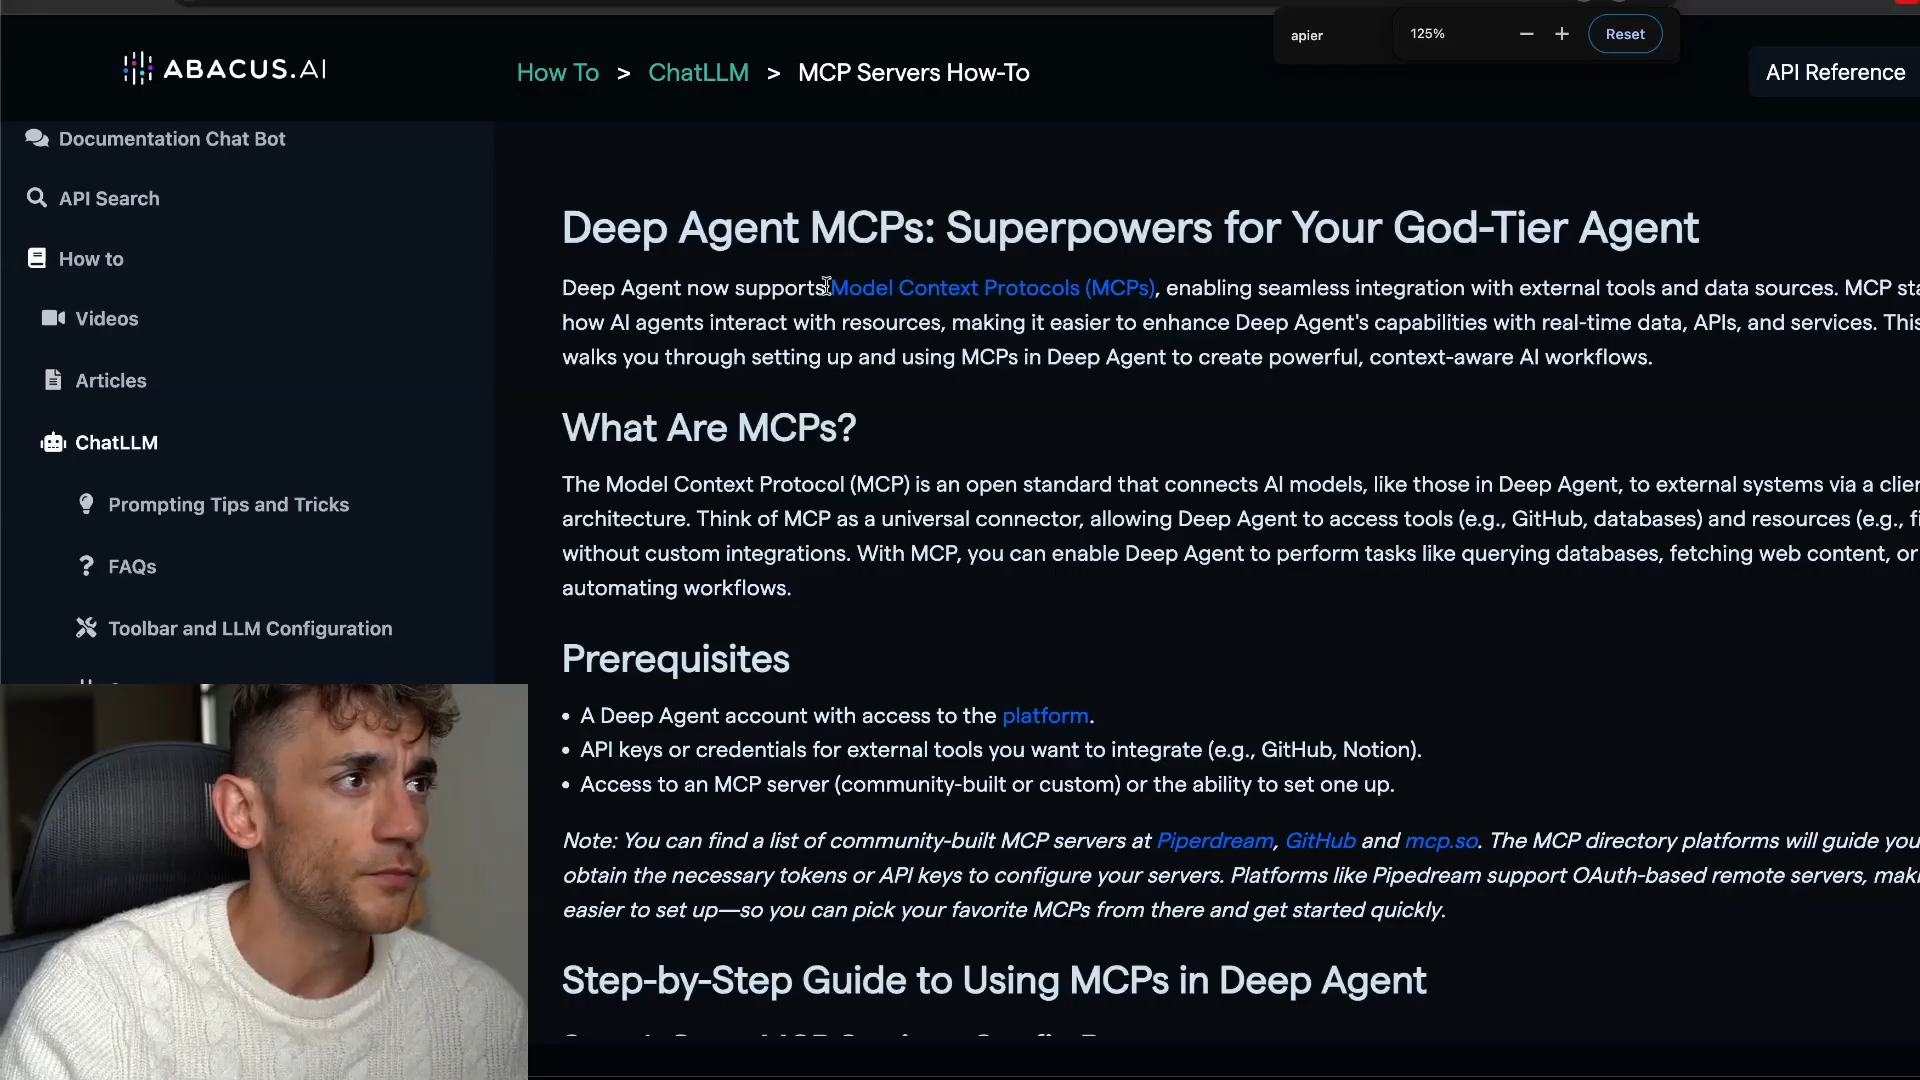 apier
125%
Reset
ABACUS.AI
How To > ChatLLM > MCP Servers How-To
API Reference
Documentation Chat Bot
API Search
How to
Videos
Articles
ChatLLM
Prompting Tips and Tricks
FAQs
Toolbar and LLM Configuration
Deep Agent MCPs: Superpowers for Your God-Tier Agent
Deep Agent now supports Model Context Protocols (MCPs), enabling seamless integration with external tools and data sources. MCP sta
how AI agents interact with resources, making it easier to enhance Deep Agent's capabilities with real-time data, APIs, and services. This
walks you through setting up and using MCPs in Deep Agent to create powerful, context-aware AI workflows.
What Are MCPs?
The Model Context Protocol (MCP) is an open standard that connects AI models, like those in Deep Agent, to external systems via a clien
architecture. Think of MCP as a universal connector, allowing Deep Agent to access tools (e.g., GitHub, databases) and resources (e.g., fi
without custom integrations. With MCP, you can enable Deep Agent to perform tasks like querying databases, fetching web content, or
automating workflows.
Prerequisites
• A Deep Agent account with access to the platform.
• API keys or credentials for external tools you want to integrate (e.g., GitHub, Notion).
• Access to an MCP server (community-built or custom) or the ability to set one up.
Note: You can find a list of community-built MCP servers at Piperdream, GitHub and mcp.so. The MCP directory platforms will guide you
obtain the necessary tokens or API keys to configure your servers. Platforms like Pipedream support OAuth-based remote servers, maki
easier to set up—so you can pick your favorite MCPs from there and get started quickly.
Step-by-Step Guide to Using MCPs in Deep Agent